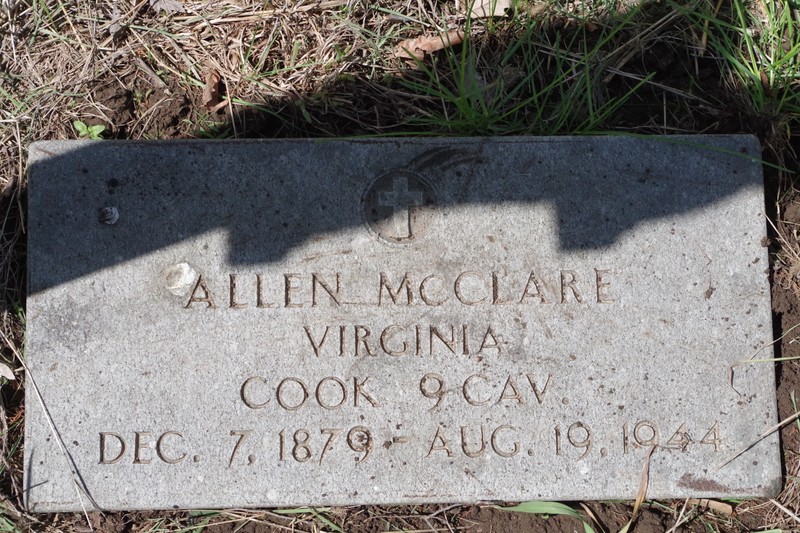 ALLEN MCCLARE
VIRGINIA
COOK 9 CAV
DEC. 7, 1879 - AUG. 19, 1944